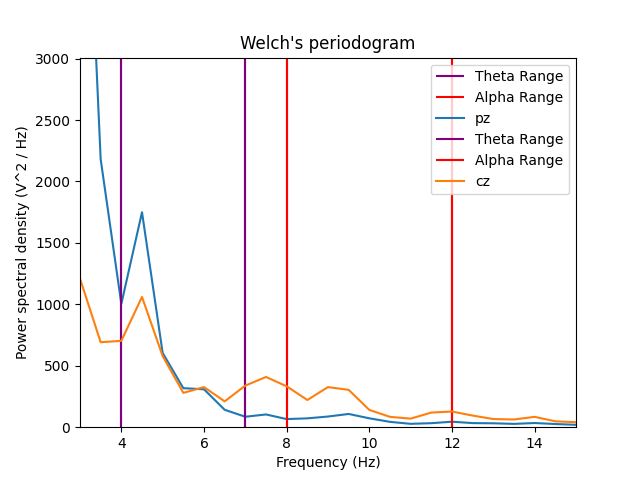 Welch's periodogram
Power spectral density (V^2 / Hz)
3000
2500
2000
1500
1000
500
0
4
6
8
10
12
14
Frequency (Hz)
Theta Range
Alpha Range
pz
Theta Range
Alpha Range
cz